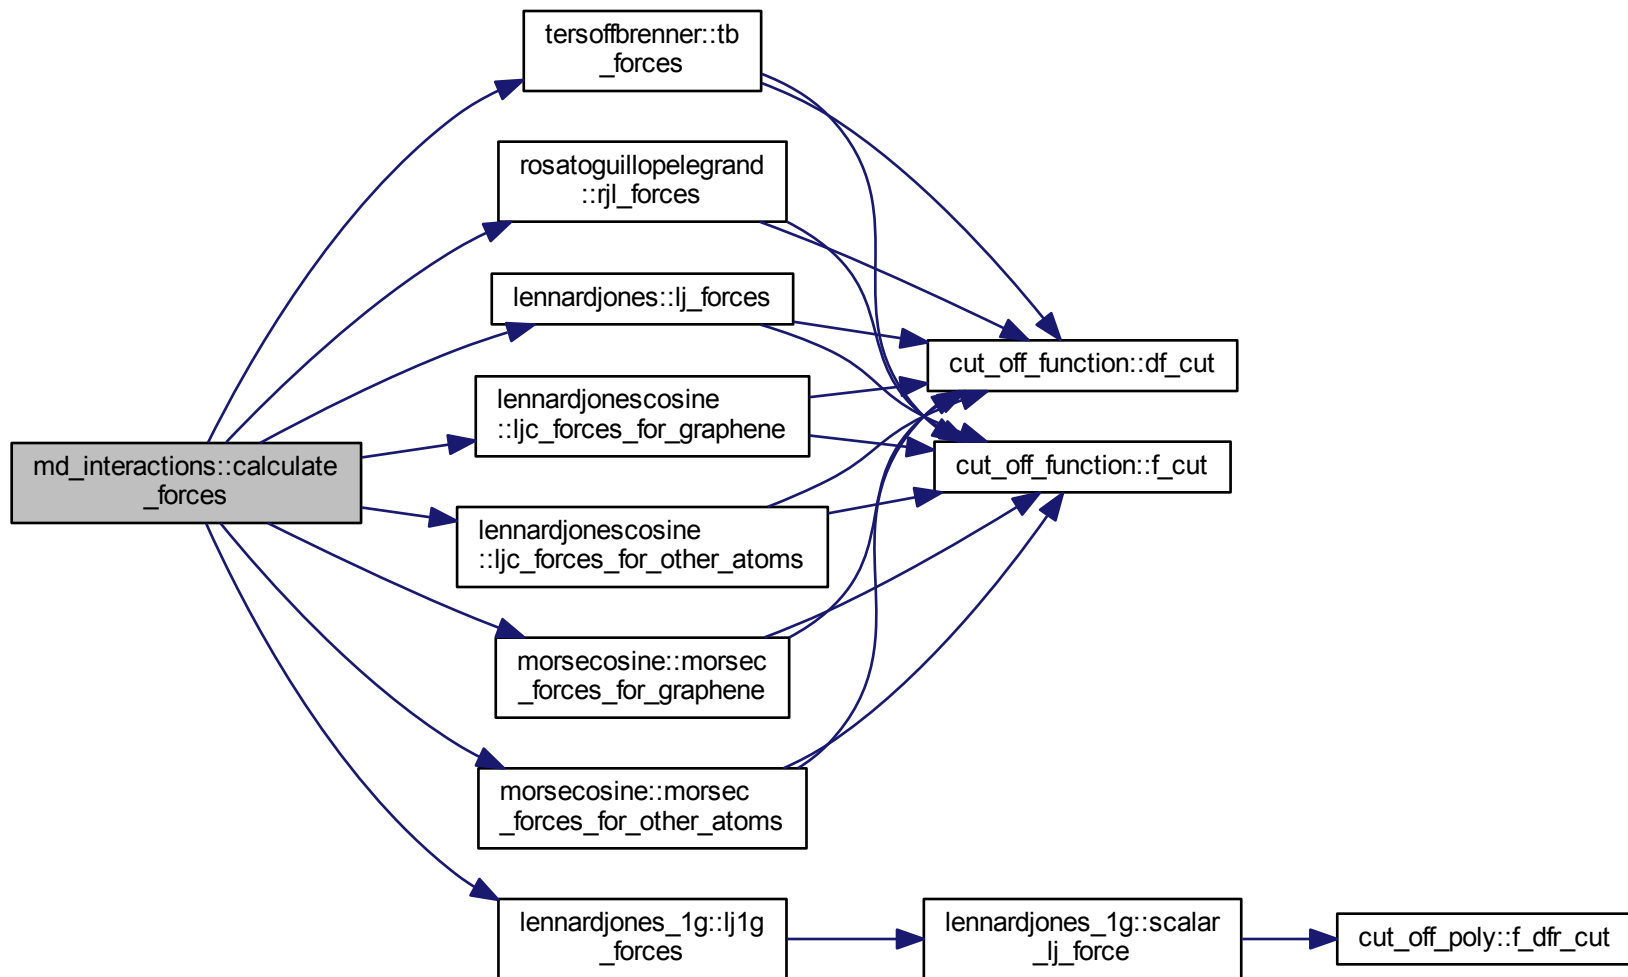 tersoffbrenner::tb
_forces
rosatoguillopelegrand
::rjl_forces
lennardjones::lj_forces
cut_off_function::df_cut
lennardjonescosine
::ljc_forces_for_graphene
md_interactions::calculate
_forces
cut_off_function::f_cut
lennardjonescosine
::ljc_forces_for_other_atoms
morsecosine::morsec
_forces_for_graphene
morsecosine::morsec
_forces_for_other_atoms
lennardjones_1g::lj1g
_forces
lennardjones_1g::scalar
_lj_force
cut_off_poly::f_dfr_cut